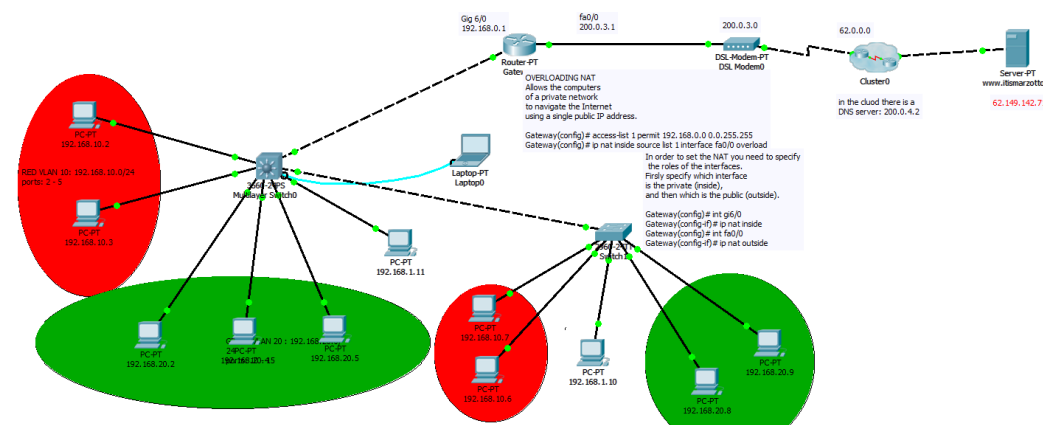 Gig 6/0
192.168.0.1
fa0/0
200.0.3.1
200.0.3.0
62.0.0.0
Router-PT
DSL-Modem-PT
DSL Modem0
Cluster0
Server-PT
www.itismarzotto
62.149.142.7
in the cluod there is a
DNS server: 200.0.4.2
OVERLOADING NAT
Allows the computers
of a private network
to navigate the Internet
using a single public IP address.
Gateway(config)# access-list 1 permit 192.168.0.0 0.0.255.255
Gateway(config)# ip nat inside source list 1 interface fa0/0 overload
In order to set the NAT you need to specify
the roles of the interfaces.
Firstly specify which interface
is the private (inside),
and then which is the public (outside).
Gateway(config)# int gi6/0
Gateway(config-if)# ip nat inside
Gateway(config)# int fa0/0
Gateway(config-if)# ip nat outside
PC-PT
192.168.10.2
RED VLAN 10: 192.168.10.0/24
ports: 2 - 5
PC-PT
192.168.10.3
Multilayer Switch0
Laptop-PT
Laptop0
PC-PT
192.168.1.11
PC-PT
192.168.20.2
PC-PT
PC-PT
192.168.20.5
PC-PT
192.168.10.7
PC-PT
192.168.10.6
PC-PT
192.168.1.10
PC-PT
192.168.20.9
PC-PT
192.168.20.8